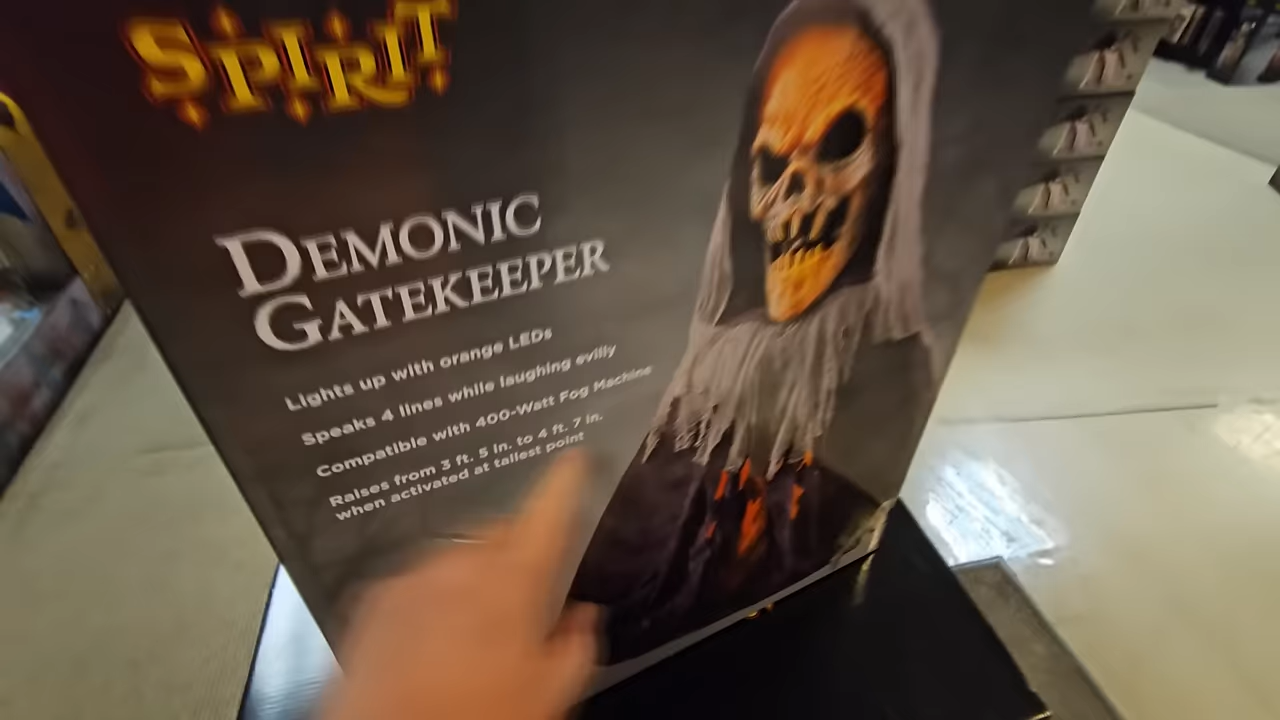 SPIRIT
DEMONIC
GATEKEEPER
Lights up with orange LEDs
Speaks 4 lines while laughing evilly
Compatible with 400-Watt Fog Machine
Raises from 3 ft. 5 in. to 4 ft. 7 in.
when activated at tallest point